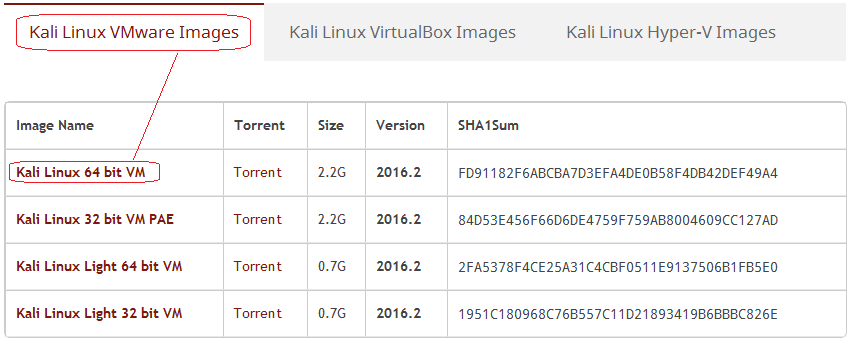 Kali Linux VMware Images Kali Linux VirtualBox Images Kali Linux Hyper-V Images
Image Name Torrent Size Version SHA1Sum
Kali Linux 64 bit VM Torrent 2.2G 2016.2 FD91182F6ABCBA7D3EFA4DE0B58F4DB42DEF49A4
Kali Linux 32 bit VM PAE Torrent 2.2G 2016.2 84D53E456F66D6DE4759F759AB8004609CC127AD
Kali Linux Light 64 bit VM Torrent 0.7G 2016.2 2FA5378F4CE25A31C4CBF0511E9137506B1FB5E0
Kali Linux Light 32 bit VM Torrent 0.7G 2016.2 1951C180968C76B557C11D21893419B6BBBC826E